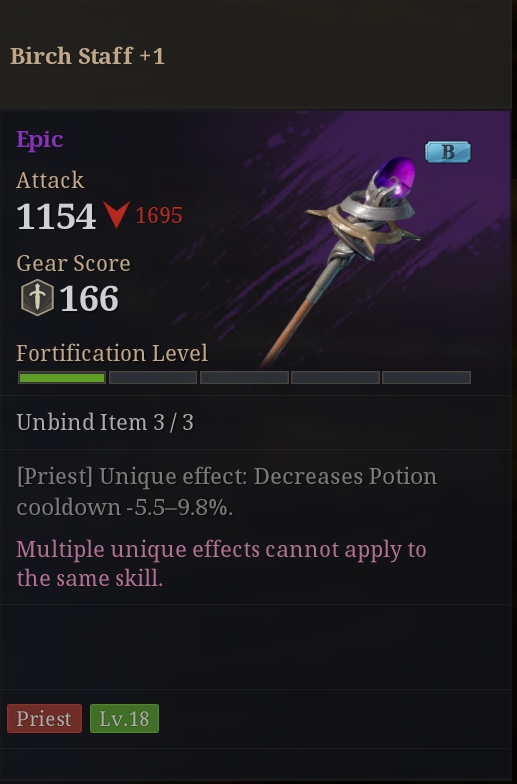 Birch Staff +1
Epic
B
Attack
1154 1695
Gear Score
166
Fortification Level
Unbind Item 3 / 3
[Priest] Unique effect: Decreases Potion
cooldown -5.5–9.8%.
Multiple unique effects cannot apply to
the same skill.
Priest Lv.18